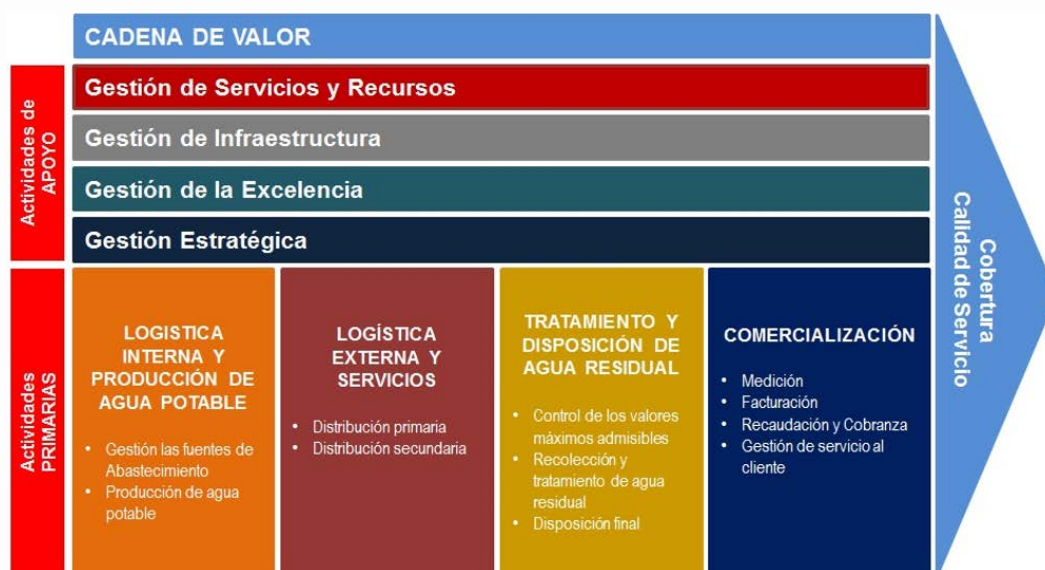 CADENA DE VALOR
Actividades de
APOYO
Gestión de Servicios y Recursos
Gestión de Infraestructura
Gestión de la Excelencia
Gestión Estratégica
Actividades
PRIMARIAS
LOGISTICA
INTERNA Y
PRODUCCIÓN DE
AGUA POTABLE
• Gestión las fuentes de
Abastecimiento
• Producción de agua
potable
LOGÍSTICA
EXTERNA Y
SERVICIOS
• Distribución primaria
• Distribución secundaria
TRATAMIENTO Y
DISPOSICIÓN DE
AGUA RESIDUAL
• Control de los valores
máximos admisibles
• Recolección y
tratamiento de agua
residual
• Disposición final
COMERCIALIZACIÓN
• Medición
• Facturación
• Recaudación y Cobranza
• Gestión de servicio al
cliente
Cobertura
Calidad de Servicio